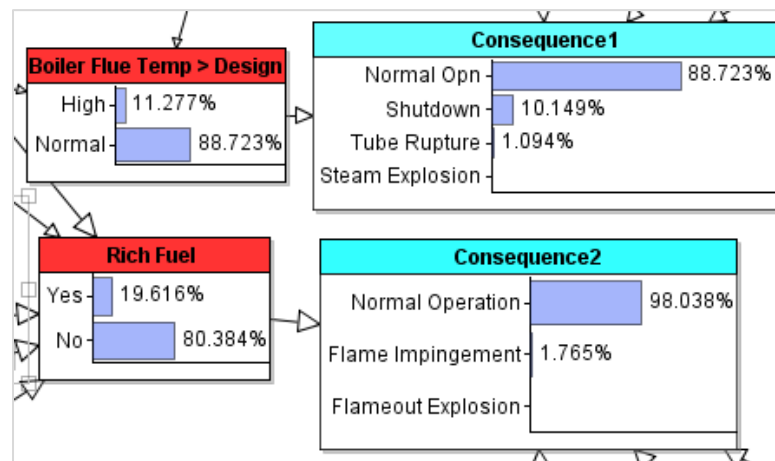 Boiler Flue Temp > Design
High 11.277%
Normal 88.723%
Consequence1
Normal Opn 88.723%
Shutdown 10.149%
Tube Rupture 1.094%
Steam Explosion
Rich Fuel
Yes 19.616%
No 80.384%
Consequence2
Normal Operation 98.038%
Flame Impingement 1.765%
Flameout Explosion